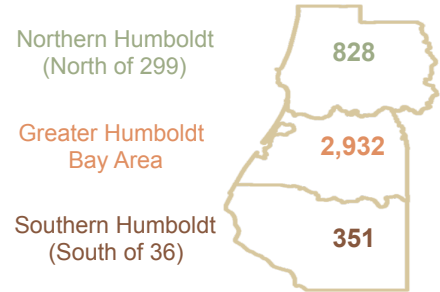 Northern Humboldt
(North of 299)
828
Greater Humboldt
Bay Area
2,932
Southern Humboldt
(South of 36)
351